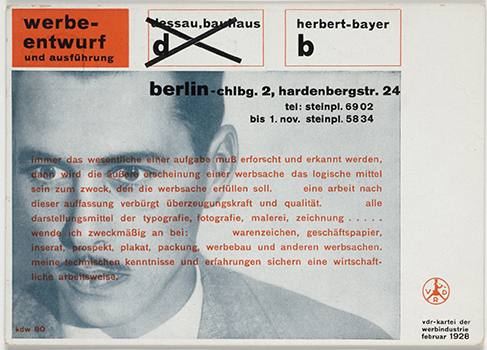 werbe-
entwurf
und ausführung
dessau,bauhaus
d
herbert-bayer
b
berlin-chlbg. 2, hardenbergstr. 24
tel: steinpl. 6902
bis 1. nov. steinpl. 5834
immer das wesentliche einer aufgabe muß erforscht und erkannt werden,
dann wird die äußere erscheinung einer werbsache das logische mittel
sein zum zweck, den die werbsache erfüllen soll. eine arbeit nach
dieser auffassung verbürgt überzeugungskraft und qualität. alle
darstellungsmittel der typografie, fotografie, malerei, zeichnung . . . . .
wende ich zweckmäßig an bei: warenzeichen, geschäftspapier,
inserat, prospekt, plakat, packung, werbebau und anderen werbsachen.
meine technischen kenntnisse und erfahrungen sichern eine wirtschaft-
liche arbeitsweise.
kdw 80
VDR
vdr-kartei der
werbindustrie
februar 1928